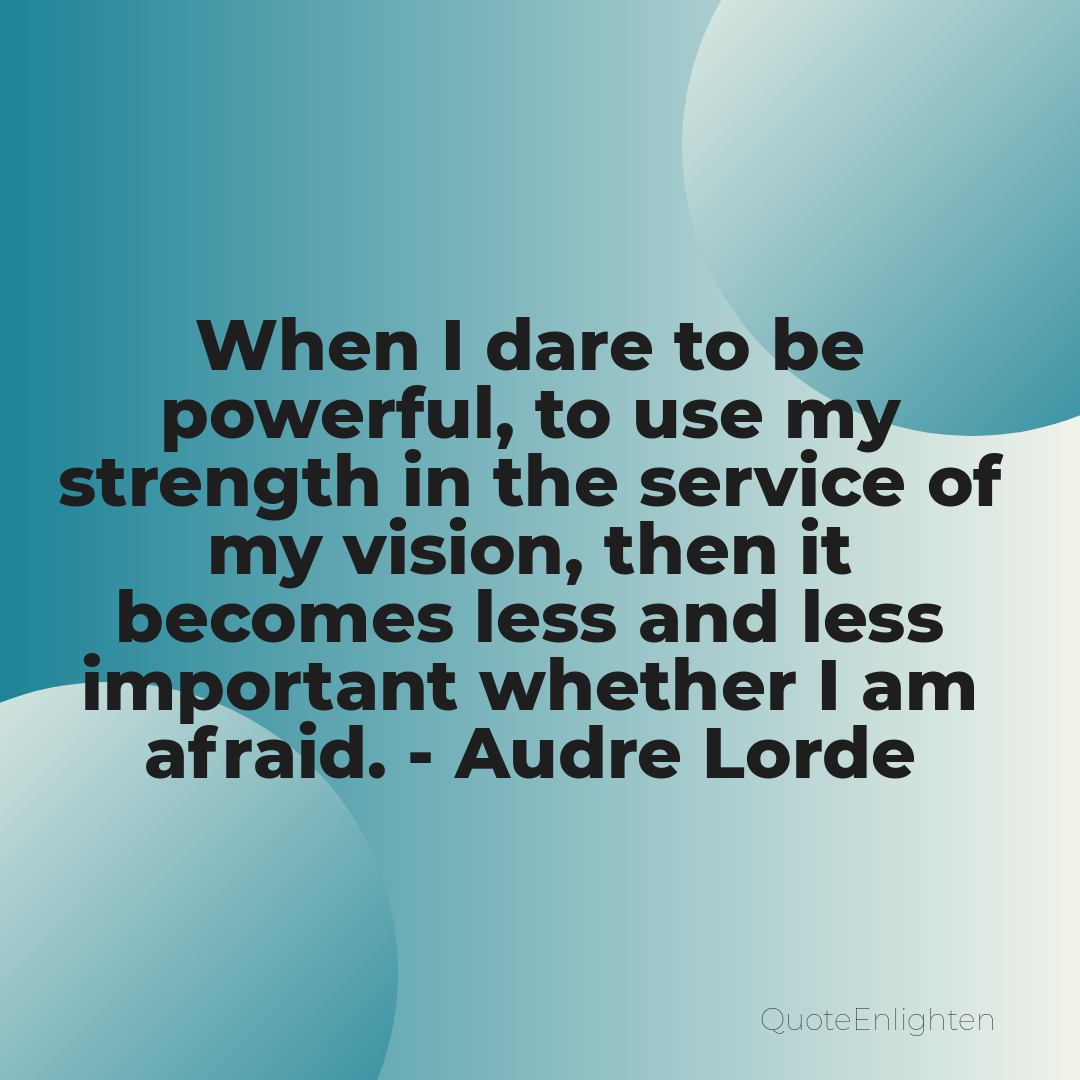 When I dare to be
powerful, to use my
strength in the service of
my vision, then it
becomes less and less
important whether I am
afraid. - Audre Lorde
QuoteEnlighten